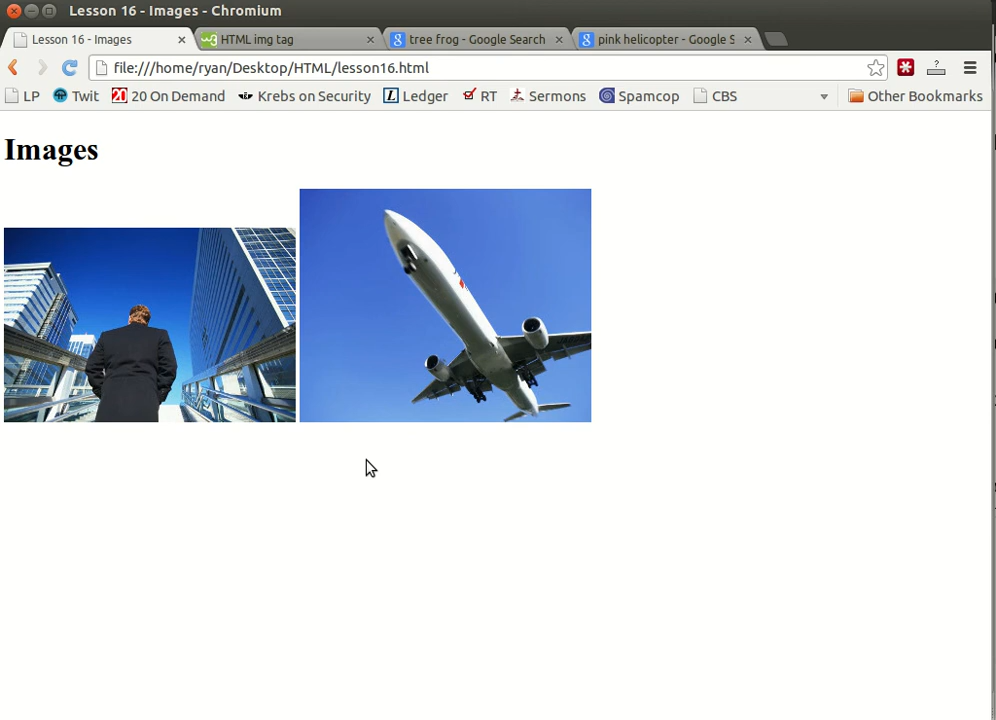 Lesson 16 - Images - Chromium
Lesson 16 - Images
HTML img tag
tree frog - Google Search
pink helicopter - Google S
file:///home/ryan/Desktop/HTML/lesson16.html
LP Twit 20 On Demand Krebs on Security Ledger RT Sermons Spamcop CBS Other Bookmarks
Images